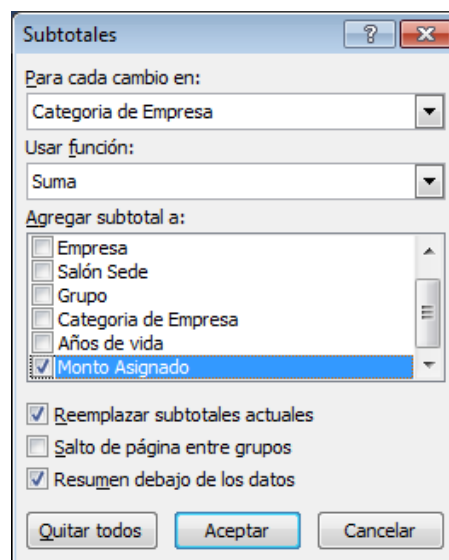 Subtotales
Para cada cambio en:
Categoria de Empresa
Usar función:
Suma
Agregar subtotal a:
Empresa
Salón Sede
Grupo
Categoria de Empresa
Años de vida
Monto Asignado
Reemplazar subtotales actuales
Salto de página entre grupos
Resumen debajo de los datos
Quitar todos Aceptar Cancelar